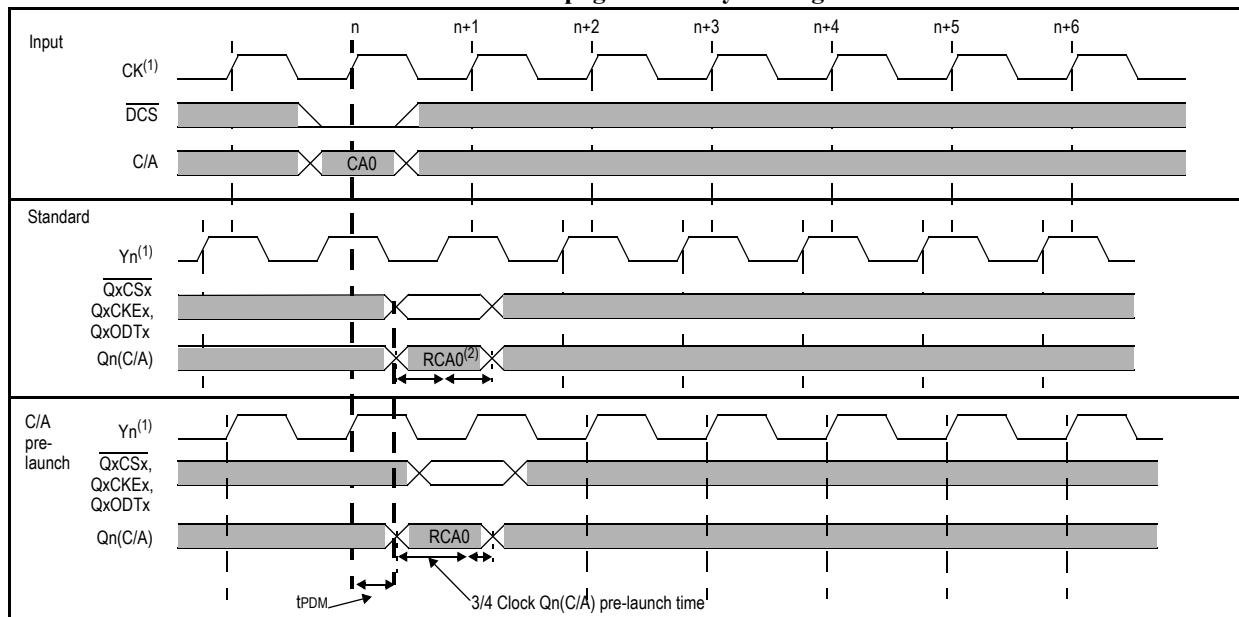 n n+1 n+2 n+3 n+4 n+5 n+6
Input
CK(1)
DCS
C/A CA0
Standard
Yn(1)
QxCSx
QxCKEx,
QxODTx
Qn(C/A) RCA0(2)
C/A
pre-
launch
Yn(1)
QxCSx,
QxCKEx,
QxODTx
Qn(C/A) RCA0
tPDM 3/4 Clock Qn(C/A) pre-launch time